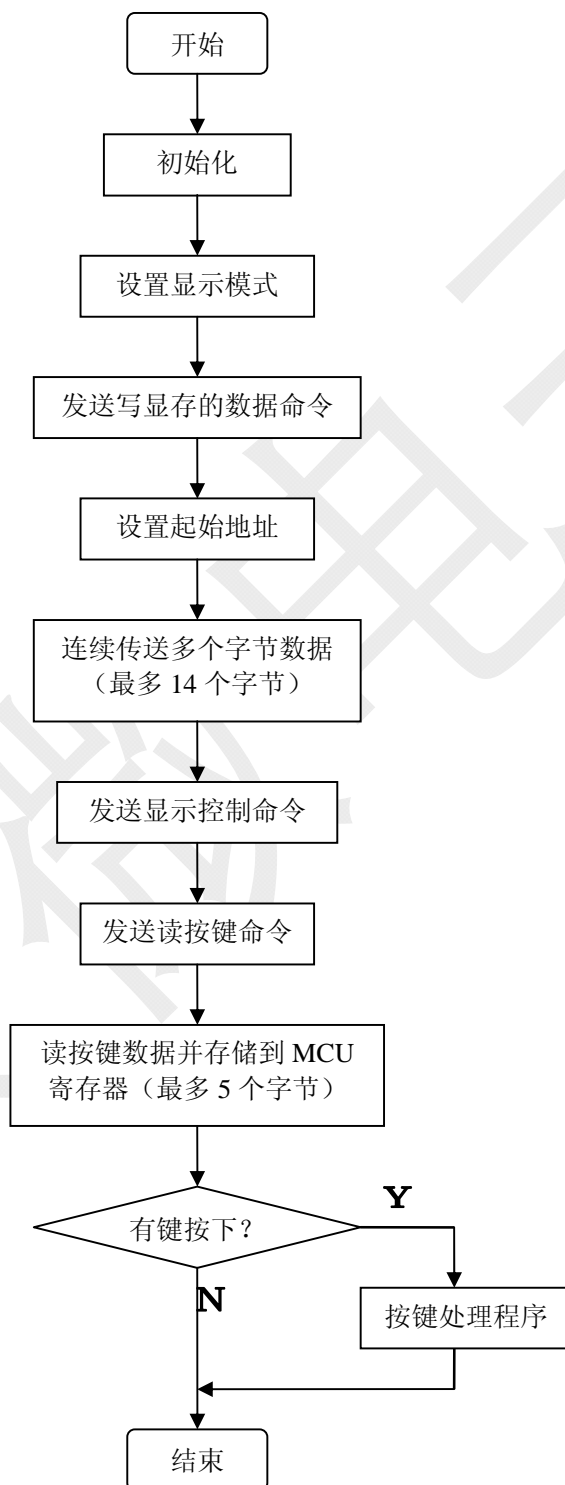 开始
初始化
设置显示模式
发送写显存的数据命令
设置起始地址
连续传送多个字节数据
（最多 14 个字节）
发送显示控制命令
发送读按键命令
读按键数据并存储到 MCU
寄存器（最多 5 个字节）
有键按下？
Y
N
按键处理程序
结束